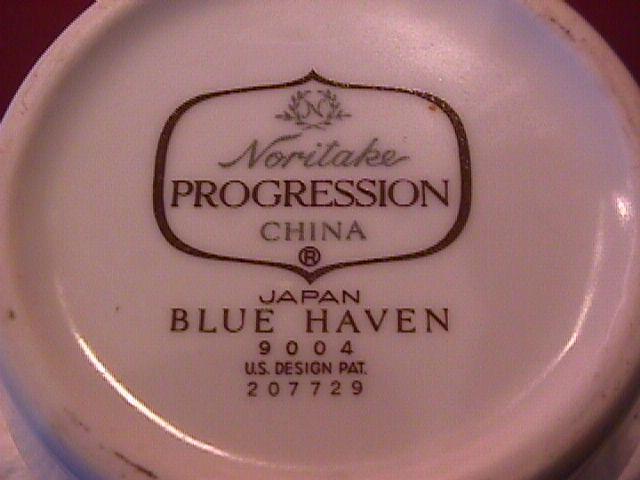 N
Noritake
PROGRESSION
CHINA
®
JAPAN
BLUE HAVEN
9004
U.S. DESIGN PAT.
207729